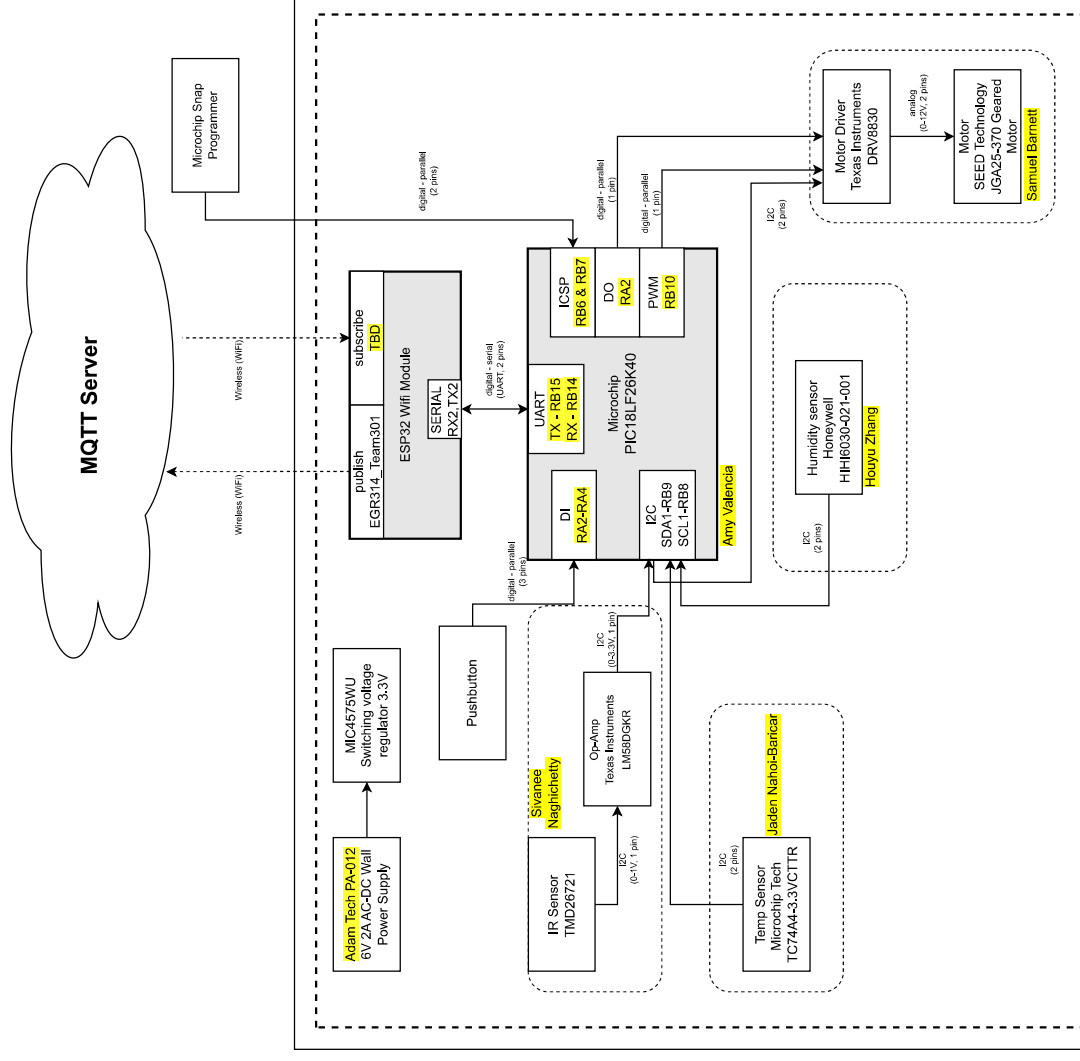 MQTT Server
Microchip Snap
Programmer
Wireless (WiFi)
Wireless (WiFi)
digital - parallel
(2 pins)
publish
EGR314_Team301
subscribe
TBD
ESP32 Wifi Module
SERIAL
RX2,TX2
digital - serial
(UART, 2 pins)
Adam Tech PA-012
6V 2A AC-DC Wall
Power Supply
MIC4575WU
Switching voltage
regulator 3.3V
Pushbutton
digital - parallel
(3 pins)
DI
RA2-RA4
UART
TX - RB15
RX - RB14
ICSP
RB6 & RB7
DO
RA2
PWM
RB10
Microchip
PIC18LF26K40
I2C
SDA1-RB9
SCL1-RB8
Amy Valencia
digital - parallel
(1 pin)
digital - parallel
(1 pin)
I2C
(2 pins)
Motor Driver
Texas Instruments
DRV8830
analog
(0-12V, 2 pins)
Motor
SEED Technology
JGA25-370 Geared
Motor
Samuel Barnett
Sivanee
Naghichetty
IR Sensor
TMD26721
I2C
(0-1V, 1 pin)
Op-Amp
Texas Instruments
LM58DGKR
I2C
(0-3.3V, 1 pin)
Jaden Nahoi-Baricar
I2C
(2 pins)
Temp Sensor
Microchip Tech
TC74A4-3.3VCTTR
I2C
(2 pins)
Humidity sensor
Honeywell
HIHI6030-021-001
Houyu Zhang